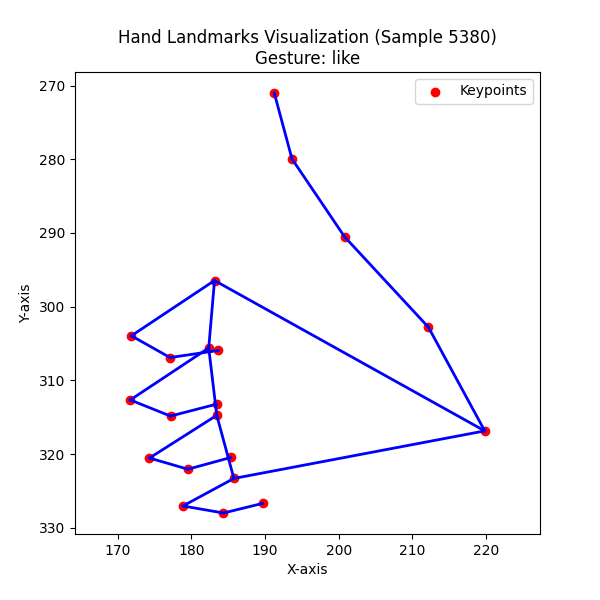 Hand Landmarks Visualization (Sample 5380)
Gesture: like
Keypoints
270
280
290
300
310
320
330
Y-axis
170
180
190
200
210
220
X-axis